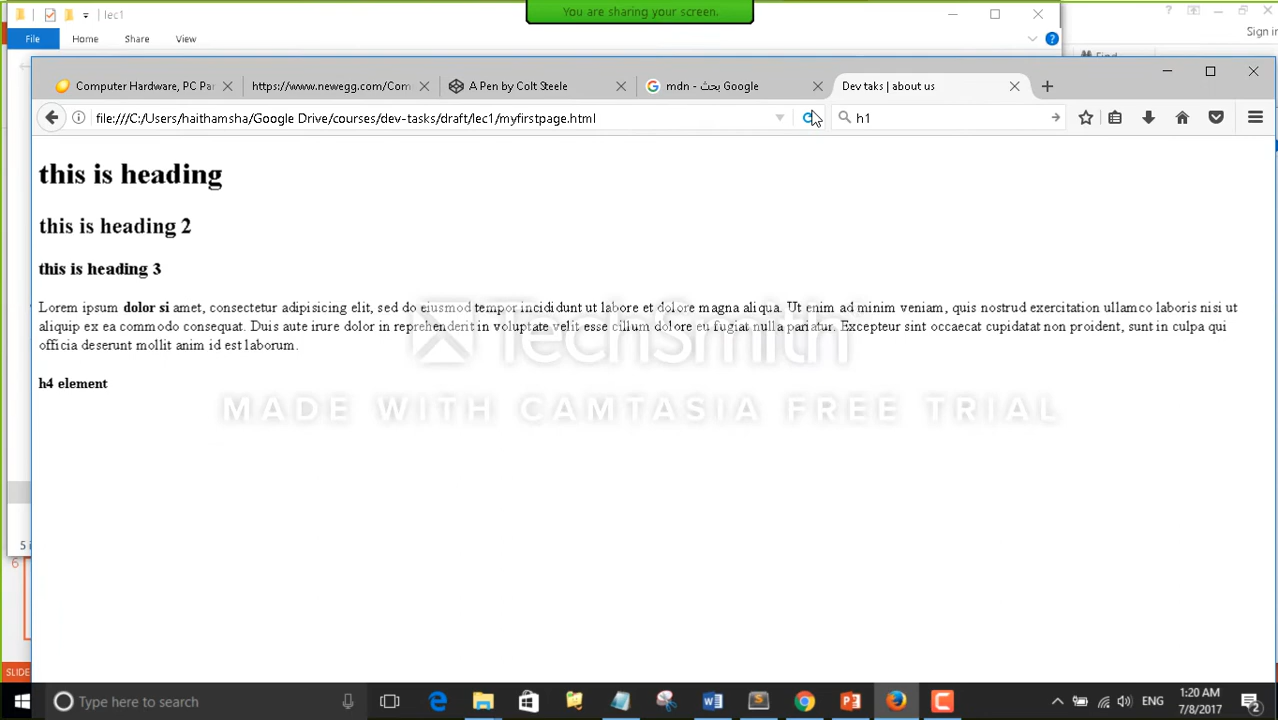 You are sharing your screen.
lec1
Sign in
File Home Share View
Find
Computer Hardware, PC Pa
https://www.newegg.com/Com
A Pen by Colt Steele
mdn - بحث Google
Dev taks | about us
file:///C:/Users/haithamsha/Google Drive/courses/dev-tasks/draft/lec1/myfirstpage.html
h1
this is heading
this is heading 2
this is heading 3
Lorem ipsum dolor si amet, consectetur adipisicing elit, sed do eiusmod tempor incididunt ut labore et dolore magna aliqua. Ut enim ad minim veniam, quis nostrud exercitation ullamco laboris nisi ut
aliquip ex ea commodo consequat. Duis aute irure dolor in reprehenderit in voluptate velit esse cillum dolore eu fugiat nulla pariatur. Excepteur sint occaecat cupidatat non proident, sunt in culpa qui
officia deserunt mollit anim id est laborum.
TechSmith
h4 element
MADE WITH CAMTASIA FREE TRIAL
5 i
6
SLIDE
Type here to search
ENG
1:20 AM
7/8/2017
2